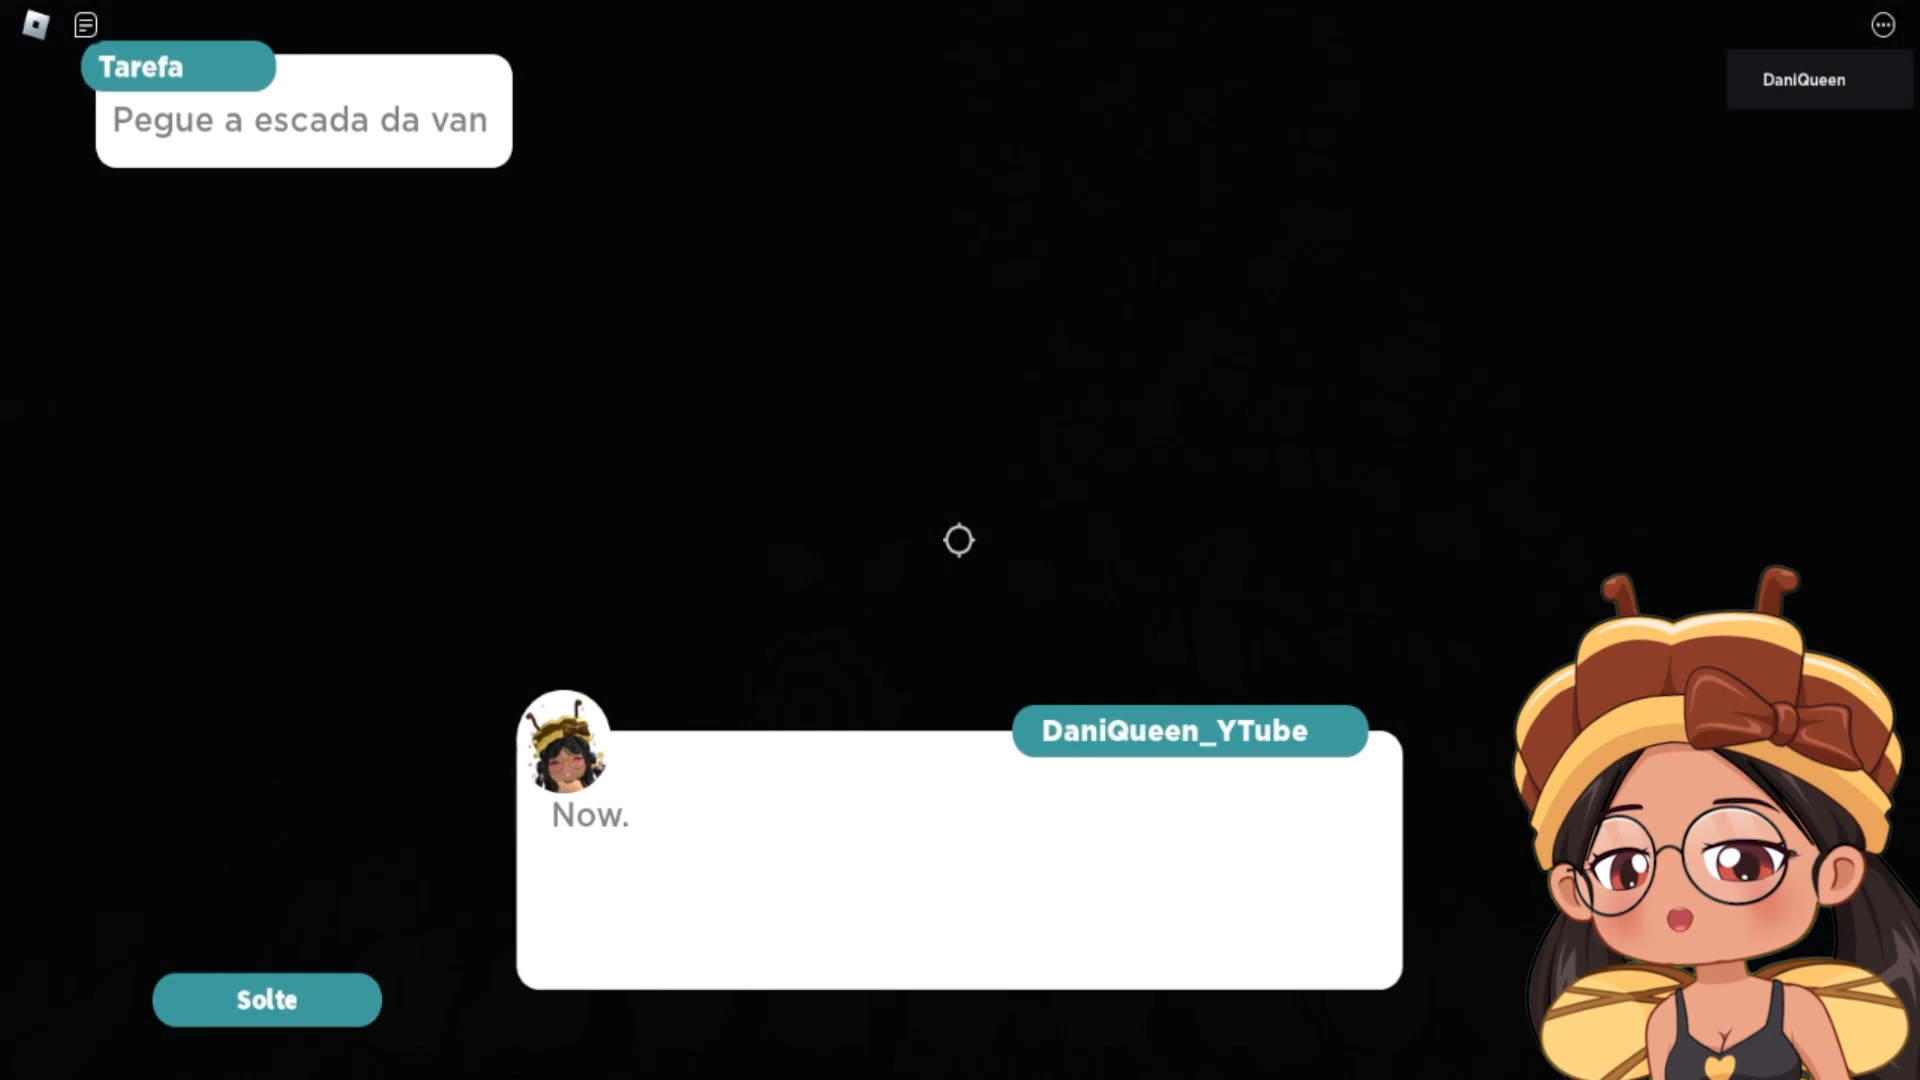 Tarefa
Pegue a escada da van
DaniQueen
DaniQueen_YTube
Now.
Solte